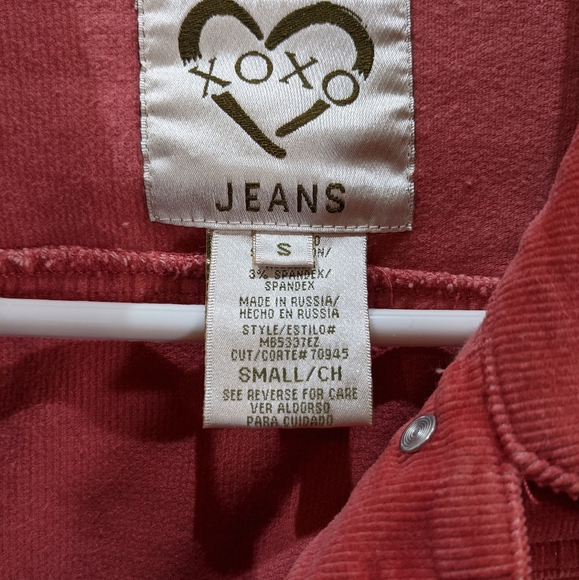 XOXO
JEANS
S
3% SPANDEX/
SPANDEX
MADE IN RUSSIA/
HECHO EN RUSSIA
STYLE/ESTILO#
MB5337EZ
CUT/CORTE# 70945
SMALL/CH
SEE REVERSE FOR CARE
VER ALDORSO
PARA CUIDADO